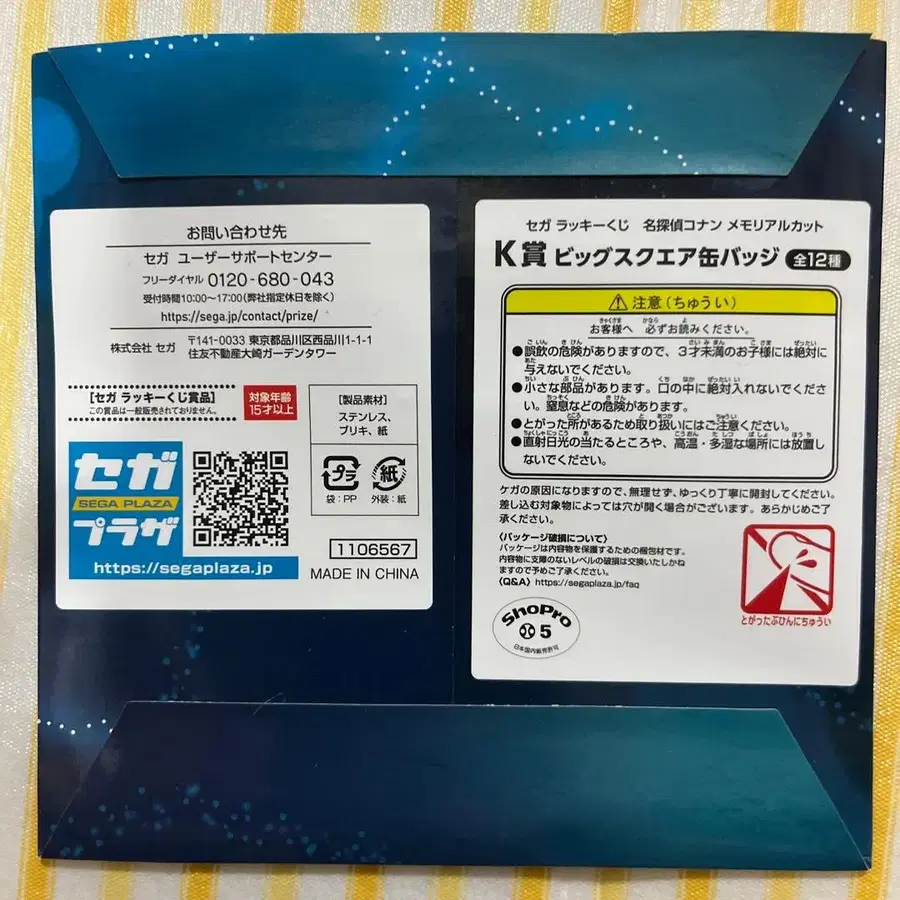 お問い合わせ先
セガ ユーザーサポートセンター
フリーダイヤル 0120-680-043
受付時間10:00~17:00(弊社指定休日を除く)
https://sega.jp/contact/prize/
株式会社 セガ 〒141-0033 東京都品川区西品川1-1-1
住友不動産大崎ガーデンタワー
【セガ ラッキーくじ賞品】
この賞品は一般販売されておりません。
対象年齢
15才以上
[製品素材]
ステンレス、
ブリキ、紙
プラ
紙
袋:PP
外装:紙
セガ
SEGA PLAZA
プラザ
https://segaplaza.jp
1106567
MADE IN CHINA
セガ ラッキーくじ 名探偵コナン メモリアルカット
K賞 ビッグスクエア缶バッジ 全12種
⚠注意(ちゅうい)
お客様へ 必ずお読みください。
●誤飲の危険がありますので、3才未満のお子様には絶対に
与えないでください。
●小さな部品があります。口の中に絶対入れないでくださ
い。窒息などの危険があります。
●とがった所があるため取り扱いにはご注意ください。
●直射日光の当たるところや、高温・多湿な場所には放置し
ないでください。
ケガの原因になりますので、無理せず、ゆっくり丁寧に開封してください。
差し込む対象物によっては穴が開く場合がございます。あらかじめご了
承ください。
〈パッケージ破損について〉
パッケージは内容物を保護するための梱包材です。
内容物に支障のないレベルの破損は交換いたしかね
ますので予めご了承ください。
〈Q&A〉https://segaplaza.jp/faq
とがったぶひんにちゅうい
ShoPro
5
日本国内販売許可